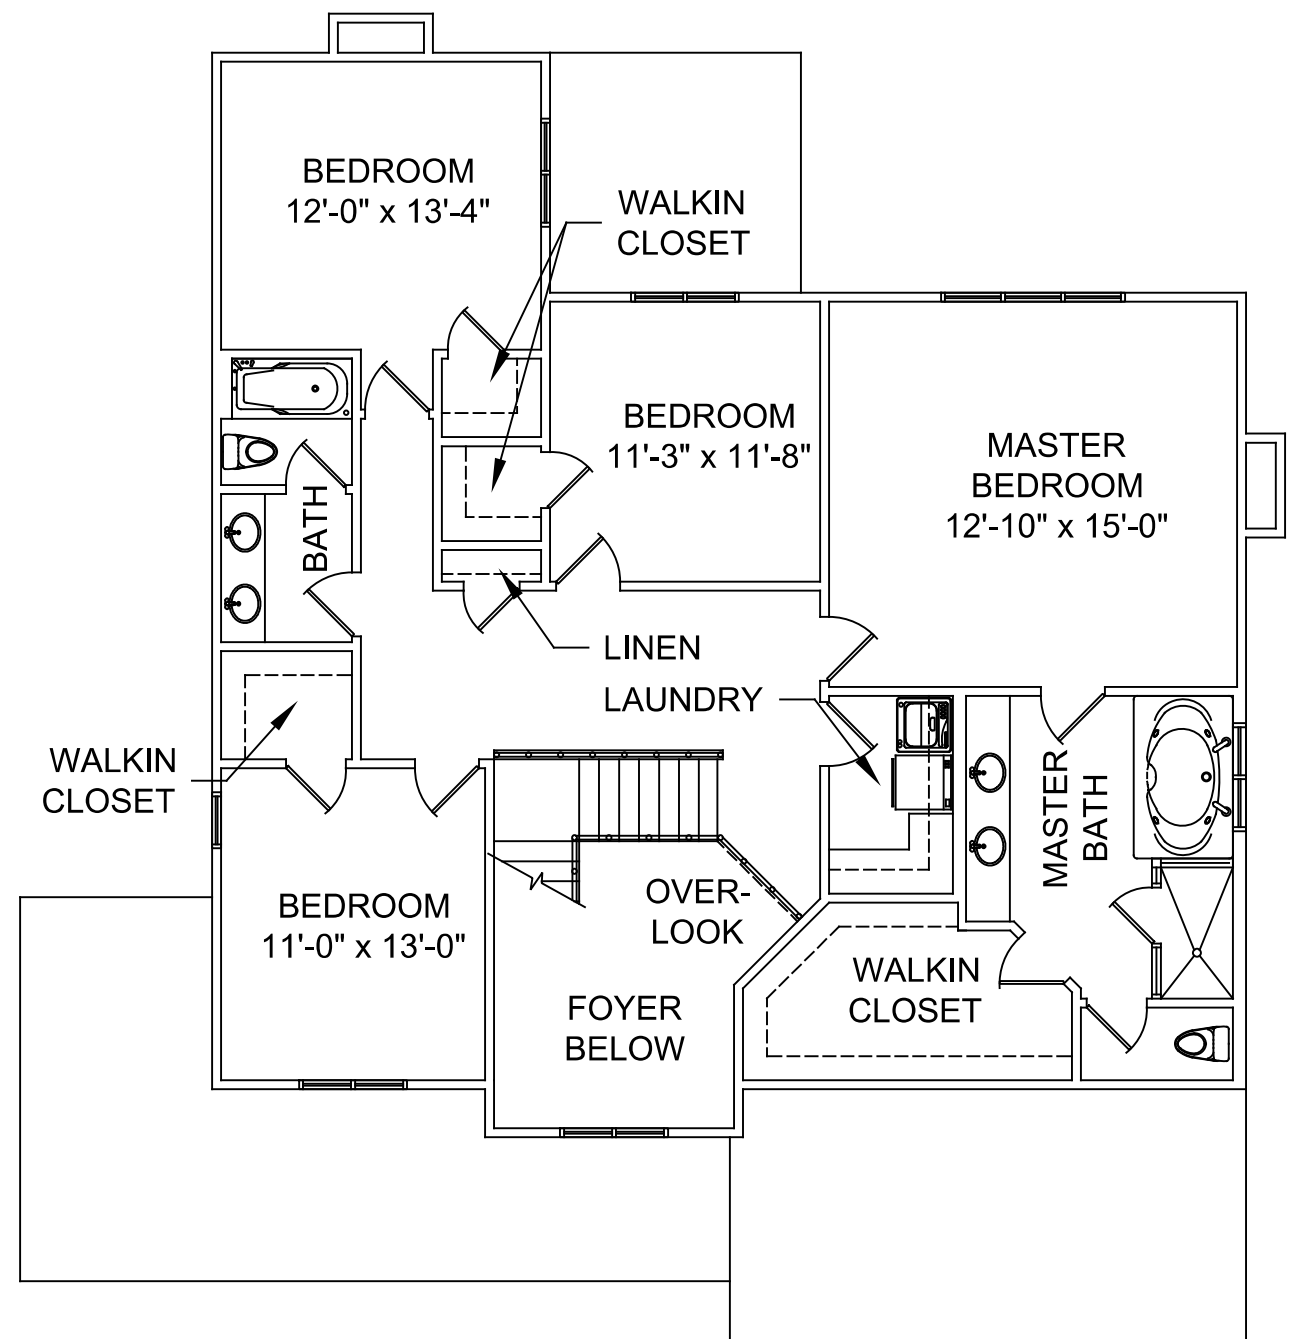 BEDROOM
12'-0" x 13'-4"
WALKIN
CLOSET
BEDROOM
11'-3" x 11'-8"
MASTER
BEDROOM
12'-10" x 15'-0"
BATH
LINEN
LAUNDRY
WALKIN
CLOSET
MASTER
BATH
BEDROOM
11'-0" x 13'-0"
OVER-
LOOK
WALKIN
CLOSET
FOYER
BELOW